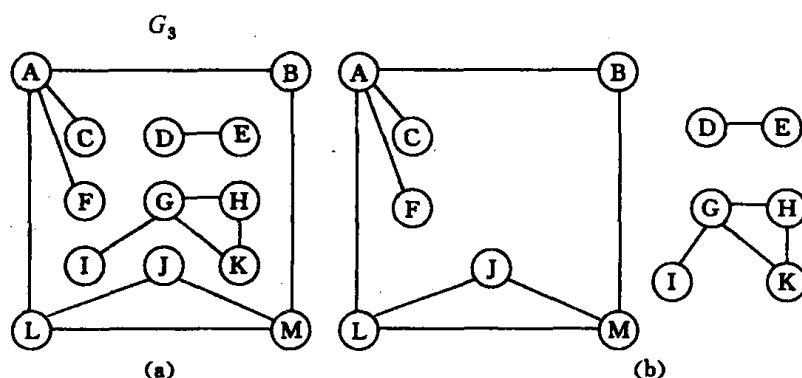 G₃
A B A B
C D E C D E
F G H F G H
I J K J I K
L M L M
(a) (b)